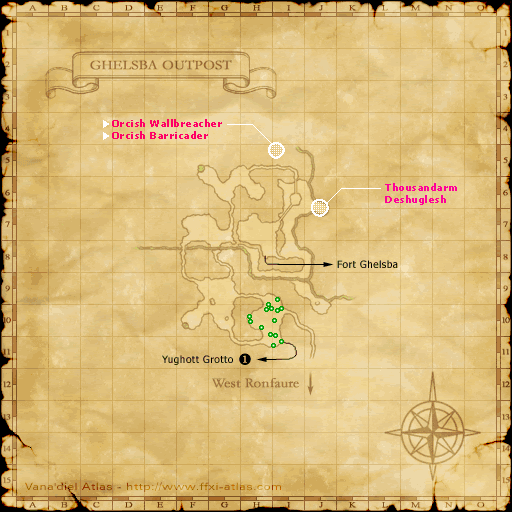 A B C D E F G H I J K L M N O
1
2
3
4
5
6
7
8
9
10
11
12
13
14
15
GHELSBA OUTPOST
Orcish Wallbreacher
Orcish Barricader
Thousandarm
Deshuglesh
Fort Ghelsba
Yughott Grotto 1
West Ronfaure
Vana'diel Atlas - http://www.ffxi-atlas.com